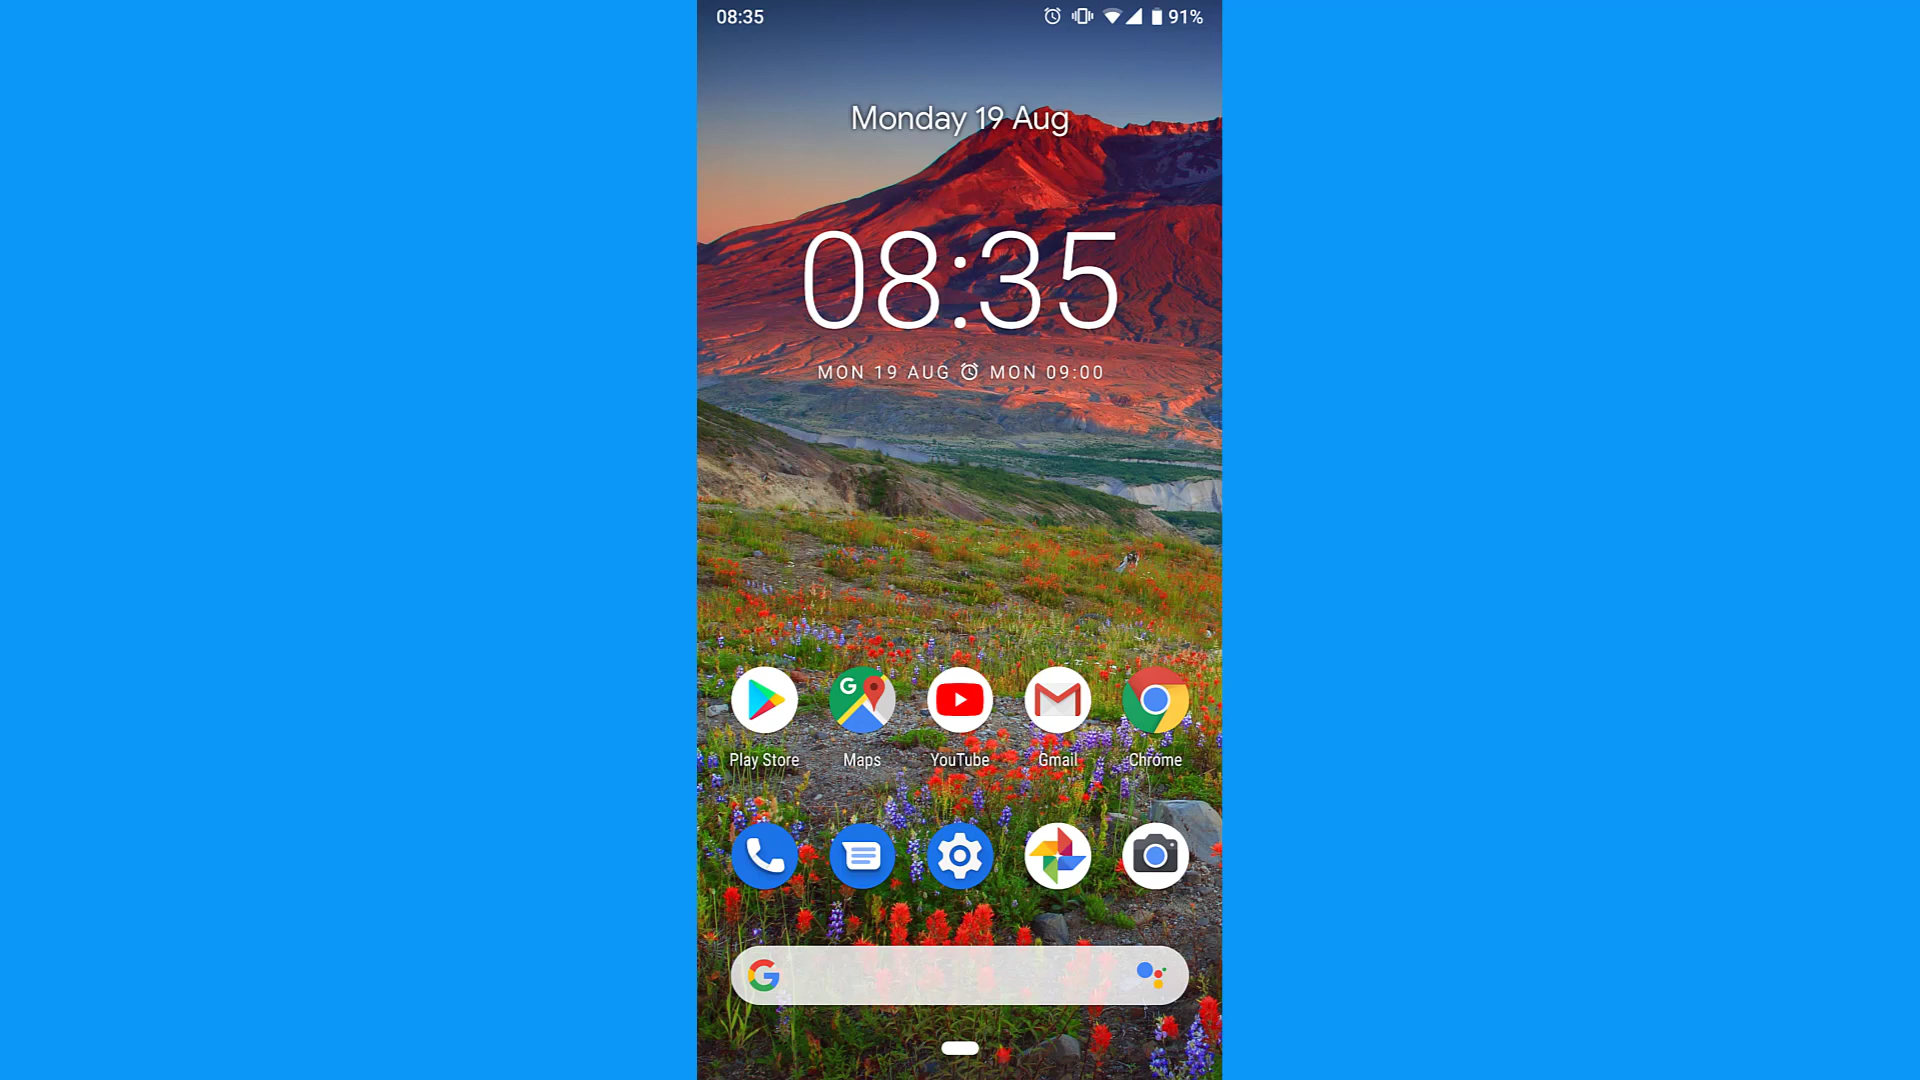 08:35 91%
Monday 19 Aug
08:35
MON 19 AUG MON 09:00
Play Store Maps YouTube Gmail Chrome